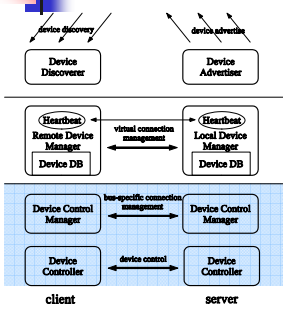 device discovery
device advertise
Device
Discoverer
Device
Advertiser
Heartbeat
Heartbeat
Remote Device
Manager
virtual connection
management
Local Device
Manager
Device DB
Device DB
Device Control
Manager
bus-specific connection
management
Device Control
Manager
Device
Controller
device control
Device
Controller
client
server